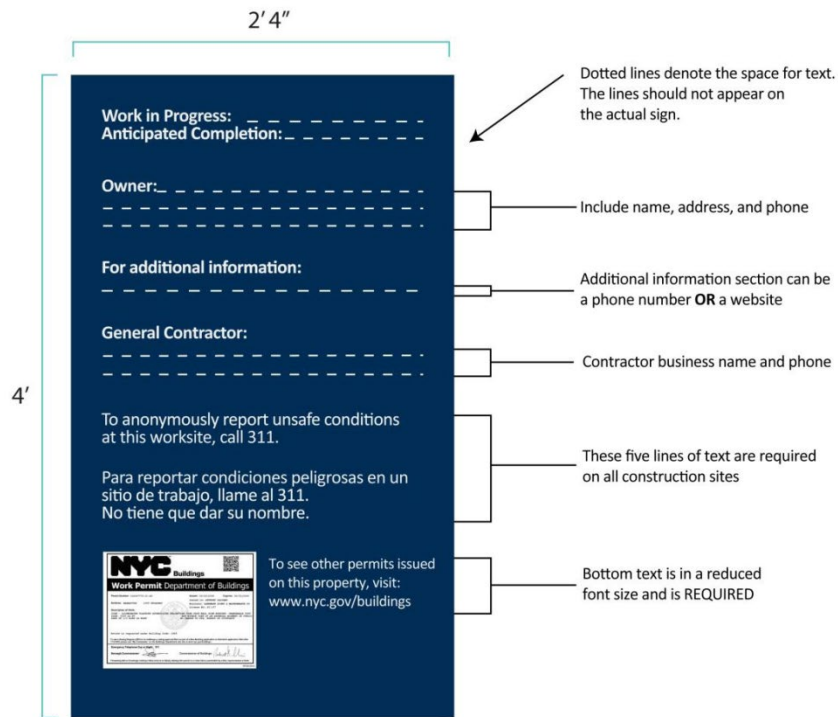 2' 4"
4'
Work in Progress:
Anticipated Completion:
Owner:
For additional information:
General Contractor:
To anonymously report unsafe conditions
at this worksite, call 311.
Para reportar condiciones peligrosas en un
sitio de trabajo, llame al 311.
No tiene que dar su nombre.
NYC Buildings
Work Permit Department of Buildings
To see other permits issued
on this property, visit:
www.nyc.gov/buildings
Dotted lines denote the space for text.
The lines should not appear on
the actual sign.
Include name, address, and phone
Additional information section can be
a phone number OR a website
Contractor business name and phone
These five lines of text are required
on all construction sites
Bottom text is in a reduced
font size and is REQUIRED